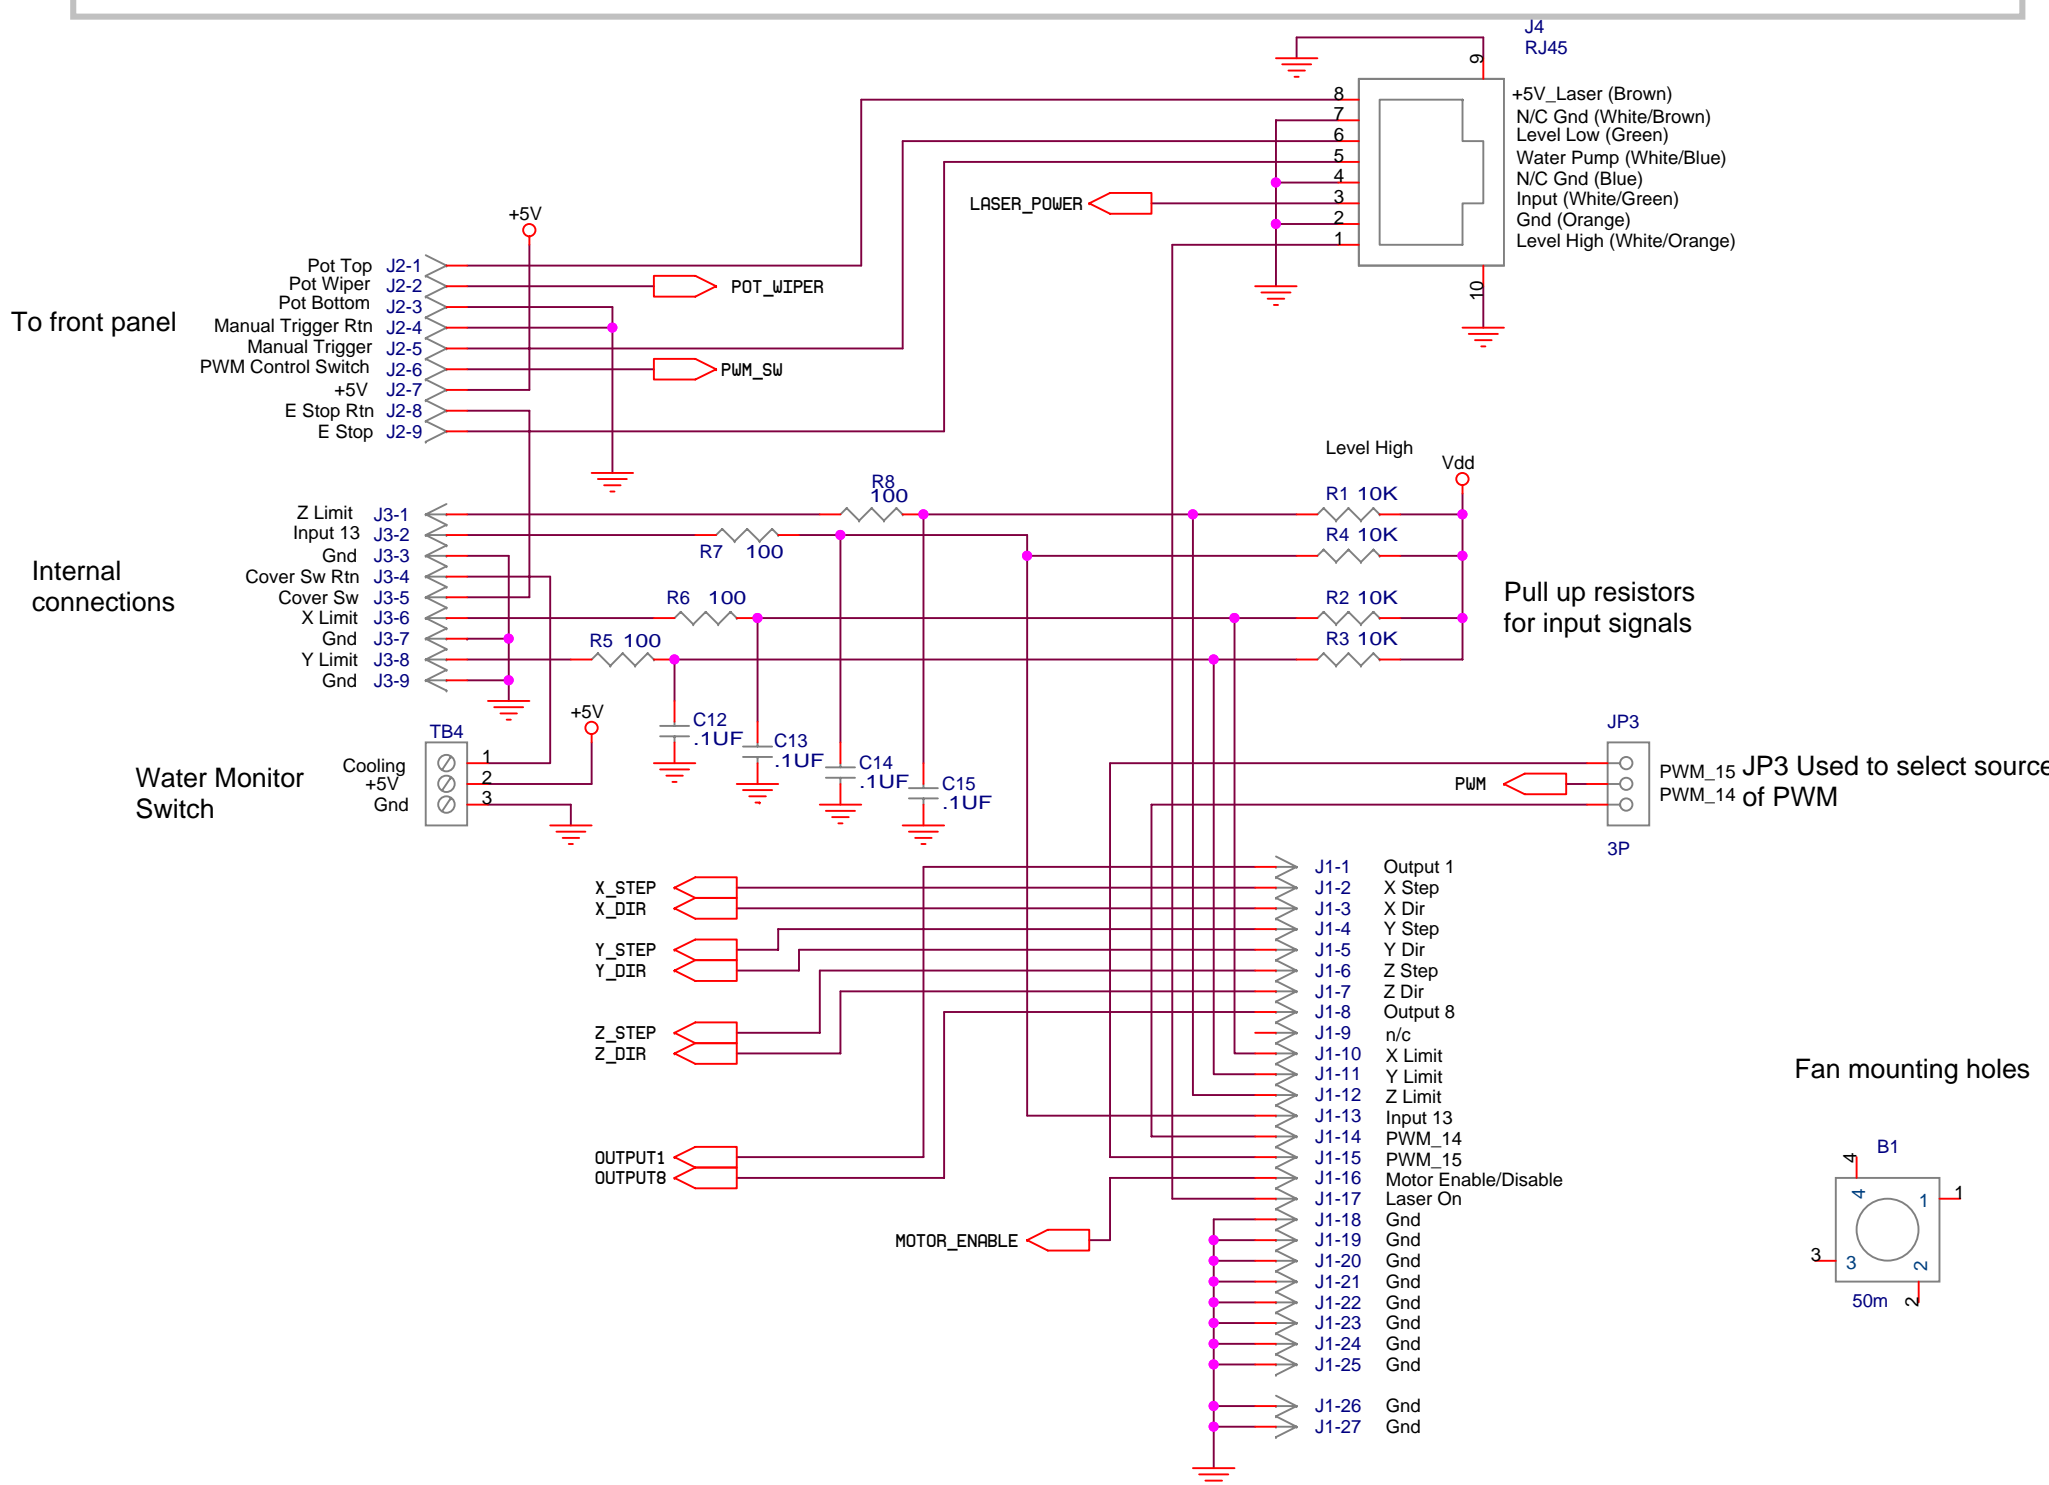 J4
RJ45
9
8 +5V_Laser (Brown)
7 N/C Gnd (White/Brown)
6 Level Low (Green)
5 Water Pump (White/Blue)
4 N/C Gnd (Blue)
LASER_POWER 3 Input (White/Green)
2 Gnd (Orange)
1 Level High (White/Orange)
10
+5V
To front panel
Pot Top J2-1
Pot Wiper J2-2 POT_WIPER
Pot Bottom J2-3
Manual Trigger Rtn J2-4
Manual Trigger J2-5
PWM Control Switch J2-6 PWM_SW
+5V J2-7
E Stop Rtn J2-8
E Stop J2-9
Level High
Vdd
Internal
connections
Z Limit J3-1
Input 13 J3-2
Gnd J3-3
Cover Sw Rtn J3-4
Cover Sw J3-5
X Limit J3-6
Gnd J3-7
Y Limit J3-8
Gnd J3-9
R8
100
R7 100
R6 100
R5 100
R1 10K
R4 10K
R2 10K
R3 10K
Pull up resistors
for input signals
C12
.1UF
C13
.1UF
C14
.1UF
C15
.1UF
+5V
TB4
Water Monitor
Switch
Cooling 1
+5V 2
Gnd 3
JP3
PWM
PWM_15
PWM_14
JP3 Used to select source
of PWM
3P
X_STEP
X_DIR
Y_STEP
Y_DIR
Z_STEP
Z_DIR
OUTPUT1
OUTPUT8
MOTOR_ENABLE
J1-1 Output 1
J1-2 X Step
J1-3 X Dir
J1-4 Y Step
J1-5 Y Dir
J1-6 Z Step
J1-7 Z Dir
J1-8 Output 8
J1-9 n/c
J1-10 X Limit
J1-11 Y Limit
J1-12 Z Limit
J1-13 Input 13
J1-14 PWM_14
J1-15 PWM_15
J1-16 Motor Enable/Disable
J1-17 Laser On
J1-18 Gnd
J1-19 Gnd
J1-20 Gnd
J1-21 Gnd
J1-22 Gnd
J1-23 Gnd
J1-24 Gnd
J1-25 Gnd
J1-26 Gnd
J1-27 Gnd
Fan mounting holes
B1
4
4
1 1
3 3
2
2
50m